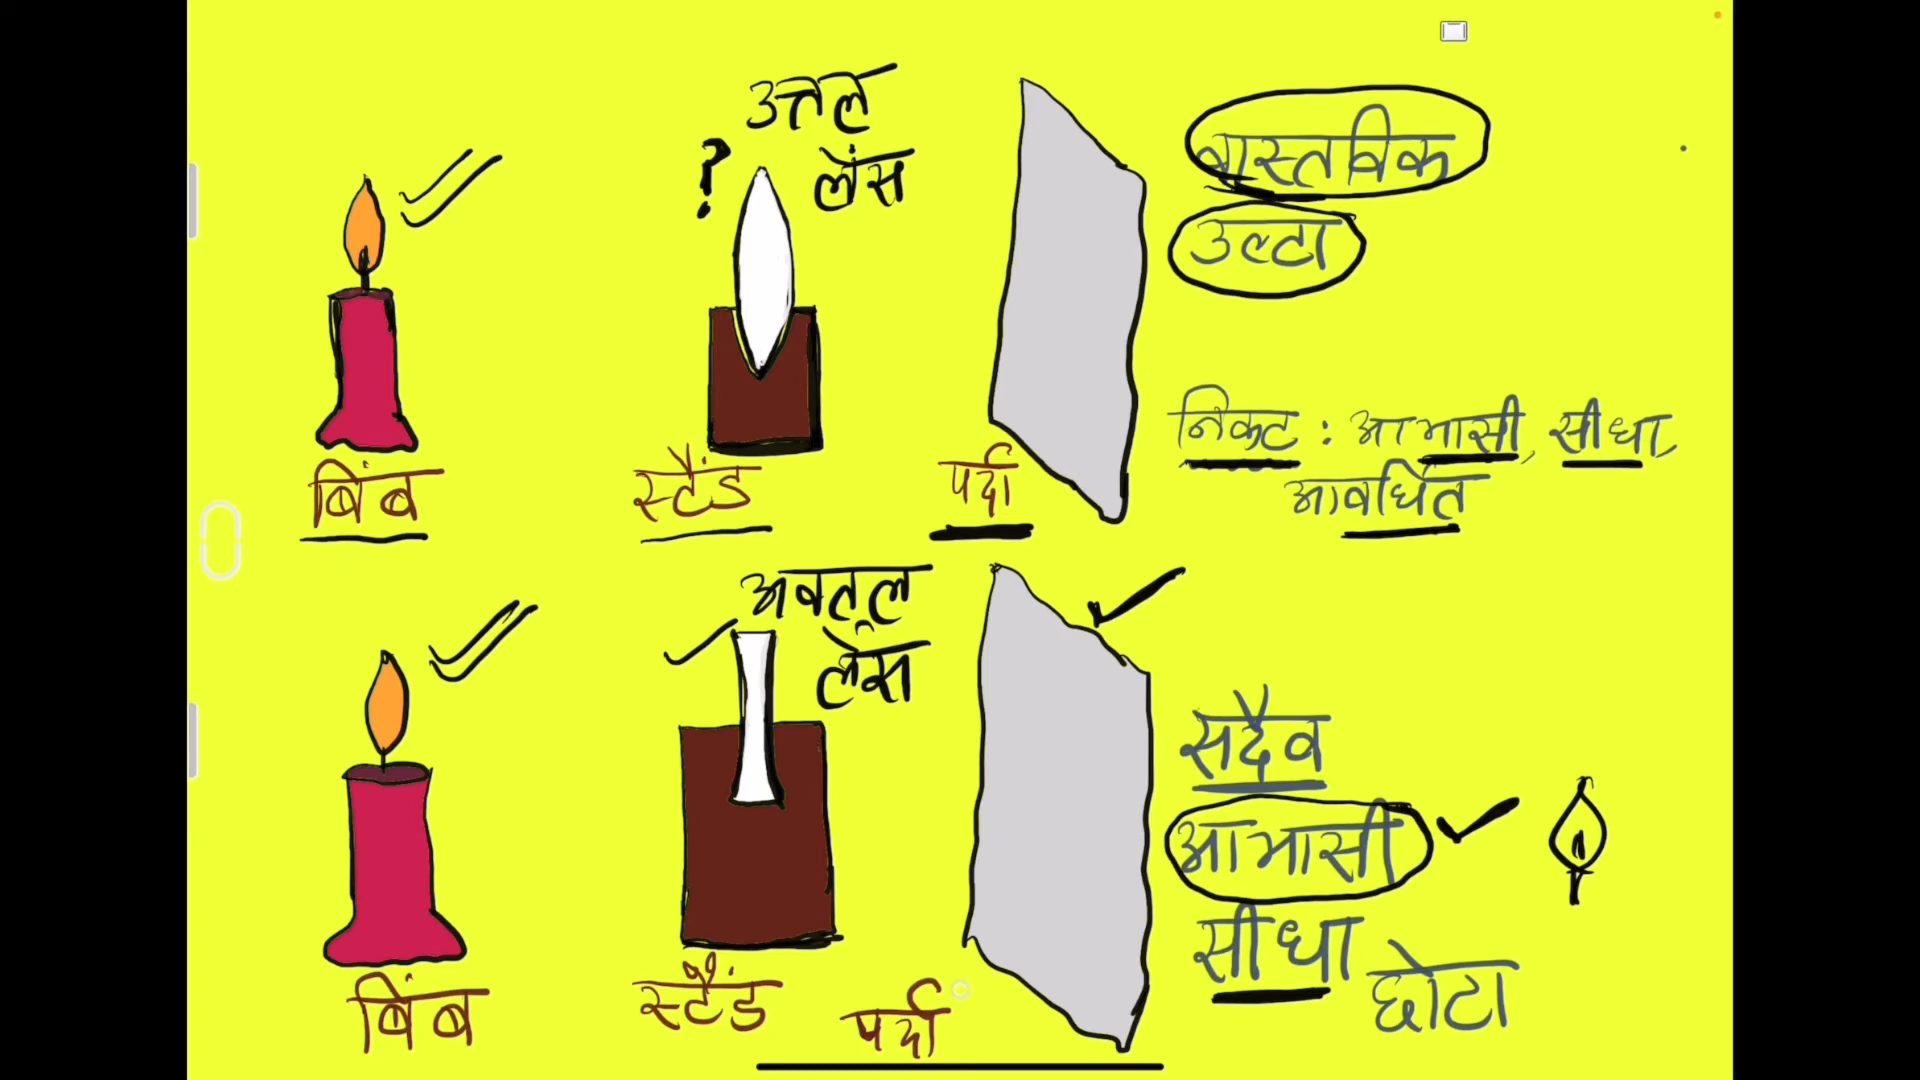 उत्तल
लेंस
?
वास्तविक
उल्टा
निकट : आभासी, सीधा,
आवर्धित
बिंब
स्टैंड
पर्दा
अवतल
लेंस
सदैव
आभासी
सीधा
छोटा
बिंब
स्टैंड
पर्दा